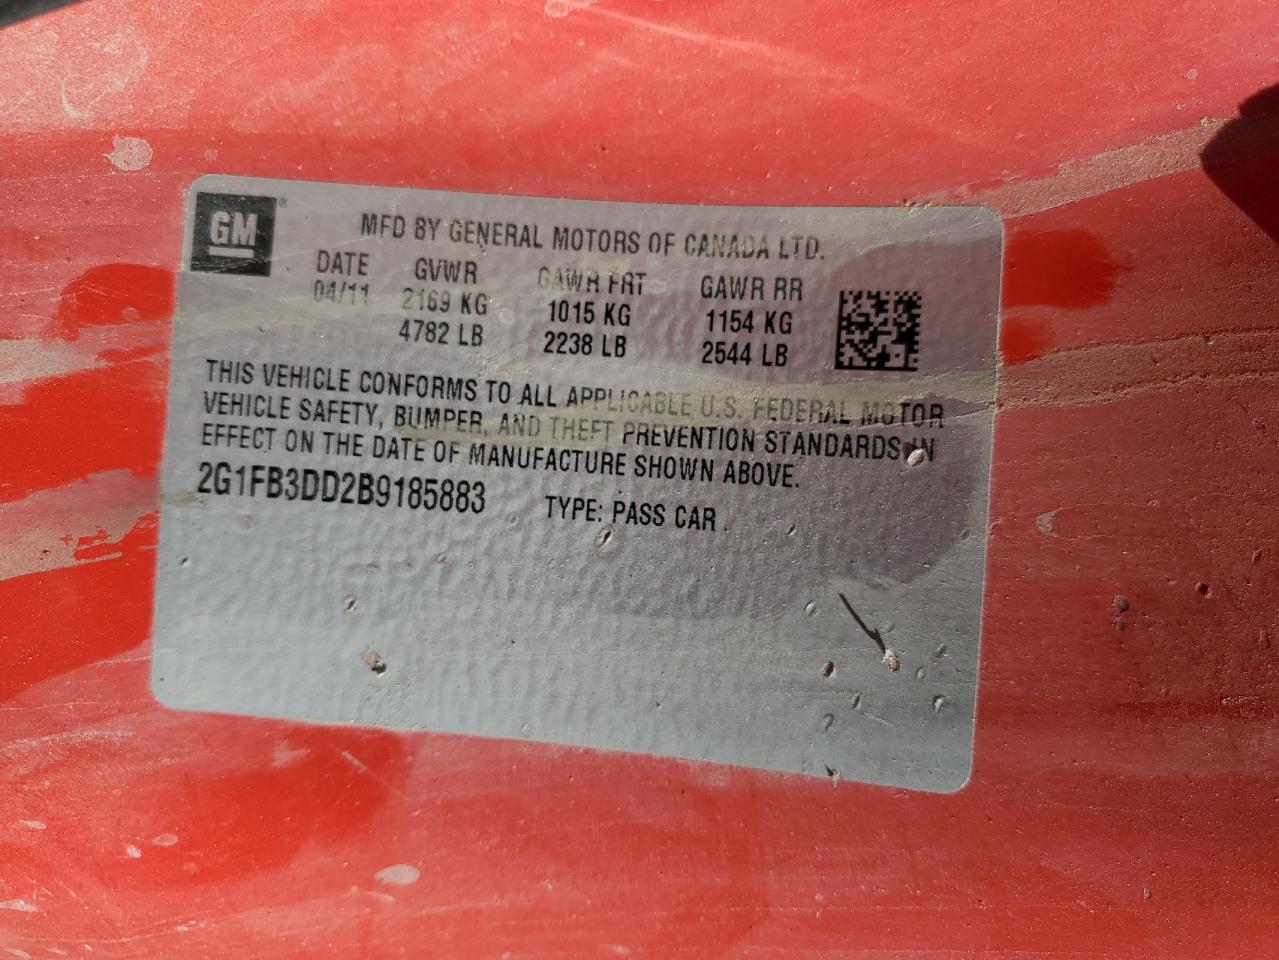 GM®
MFD BY GENERAL MOTORS OF CANADA LTD.
DATE GVWR GAWR FRT GAWR RR
04/11 2169 KG 1015 KG 1154 KG
4782 LB 2238 LB 2544 LB
THIS VEHICLE CONFORMS TO ALL APPLICABLE U.S. FEDERAL MOTOR
VEHICLE SAFETY, BUMPER, AND THEFT PREVENTION STANDARDS IN
EFFECT ON THE DATE OF MANUFACTURE SHOWN ABOVE.
2G1FB3DD2B9185883 TYPE: PASS CAR